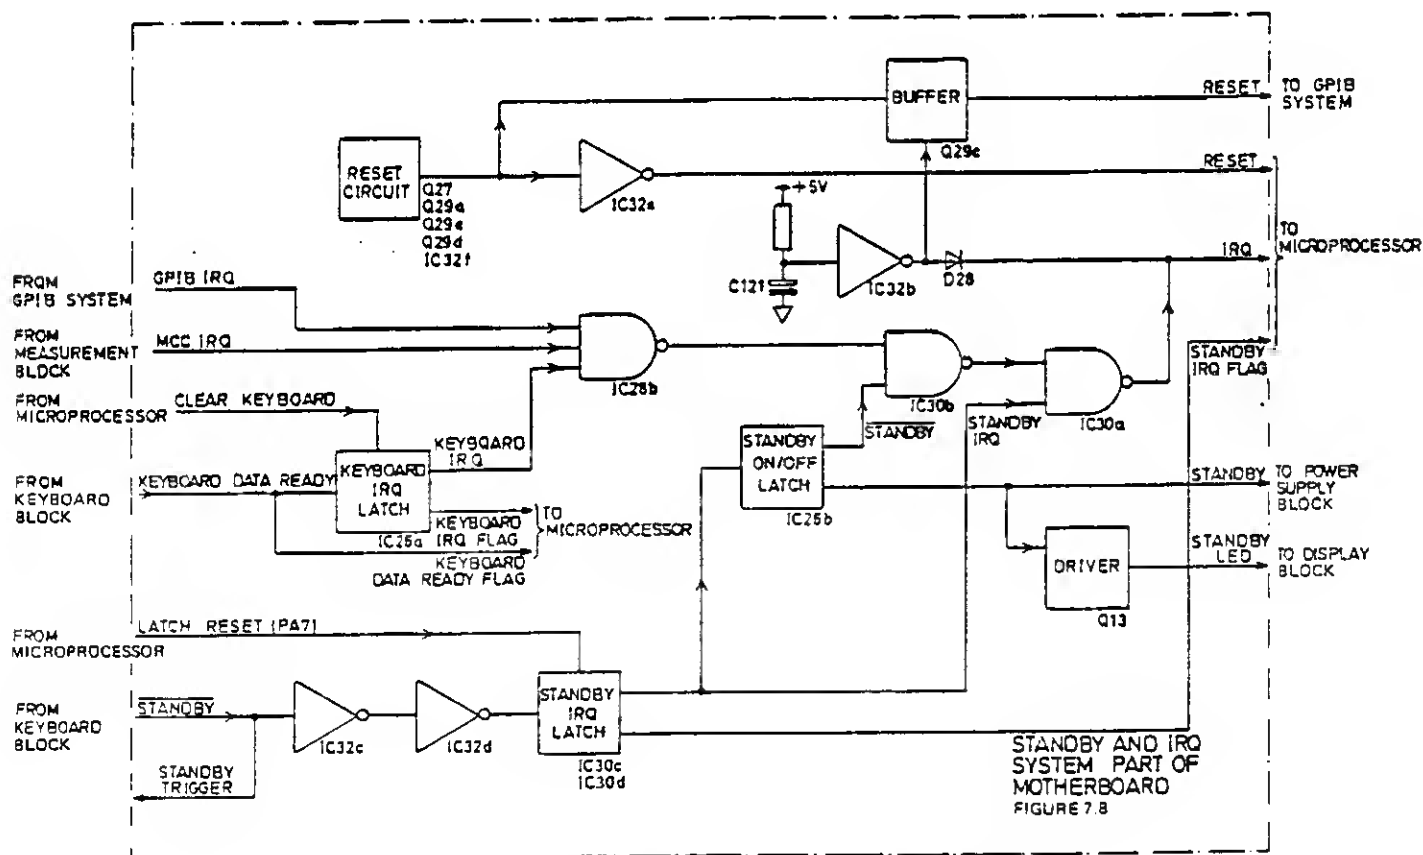 RESET
CIRCUIT
Q27
Q29a
Q29e
Q29d
IC32f
IC32a
BUFFER
Q29c
RESET
TO GPIB
SYSTEM
RESET
IRQ
TO
MICROPROCESSOR
+5V
C121
IC32b
D28
FROM
GPIB SYSTEM
GPIB IRQ
FROM
MEASUREMENT
BLOCK
MCC IRQ
IC28b
IC30b
IC30a
STANDBY
IRQ FLAG
FROM
MICROPROCESSOR
CLEAR KEYBOARD
STANDBY
STANDBY
IRQ
KEYBOARD
IRQ
FROM
KEYBOARD
BLOCK
KEYBOARD DATA READY
KEYBOARD
IRQ
LATCH
IC26a
KEYBOARD
IRQ FLAG
TO
MICROPROCESSOR
KEYBOARD
DATA READY FLAG
STANDBY
ON/OFF
LATCH
IC26b
STANDBY
TO POWER
SUPPLY
BLOCK
DRIVER
Q13
STANDBY
LED
TO DISPLAY
BLOCK
FROM
MICROPROCESSOR
LATCH RESET (PA7)
FROM
KEYBOARD
BLOCK
STANDBY
IC32c
IC32d
STANDBY
IRQ
LATCH
IC30c
IC30d
STANDBY
TRIGGER
STANDBY AND IRQ
SYSTEM PART OF
MOTHERBOARD
FIGURE 7.8